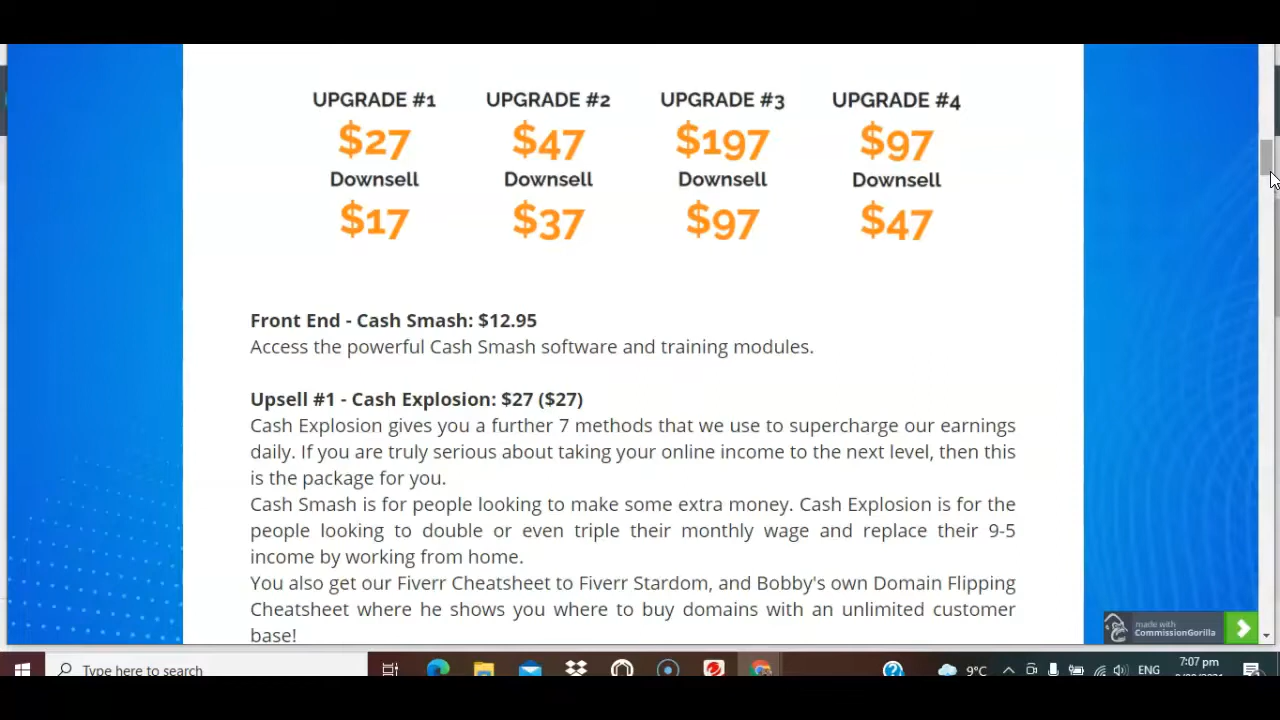 UPGRADE #1 UPGRADE #2 UPGRADE #3 UPGRADE #4
$27 $47 $197 $97
Downsell Downsell Downsell Downsell
$17 $37 $97 $47
Front End - Cash Smash: $12.95
Access the powerful Cash Smash software and training modules.
Upsell #1 - Cash Explosion: $27 ($27)
Cash Explosion gives you a further 7 methods that we use to supercharge our earnings
daily. If you are truly serious about taking your online income to the next level, then this
is the package for you.
Cash Smash is for people looking to make some extra money. Cash Explosion is for the
people looking to double or even triple their monthly wage and replace their 9-5
income by working from home.
You also get our Fiverr Cheatsheet to Fiverr Stardom, and Bobby's own Domain Flipping
Cheatsheet where he shows you where to buy domains with an unlimited customer
base!
made with
CommissionGorilla
Type here to search
9°C
ENG
7:07 pm